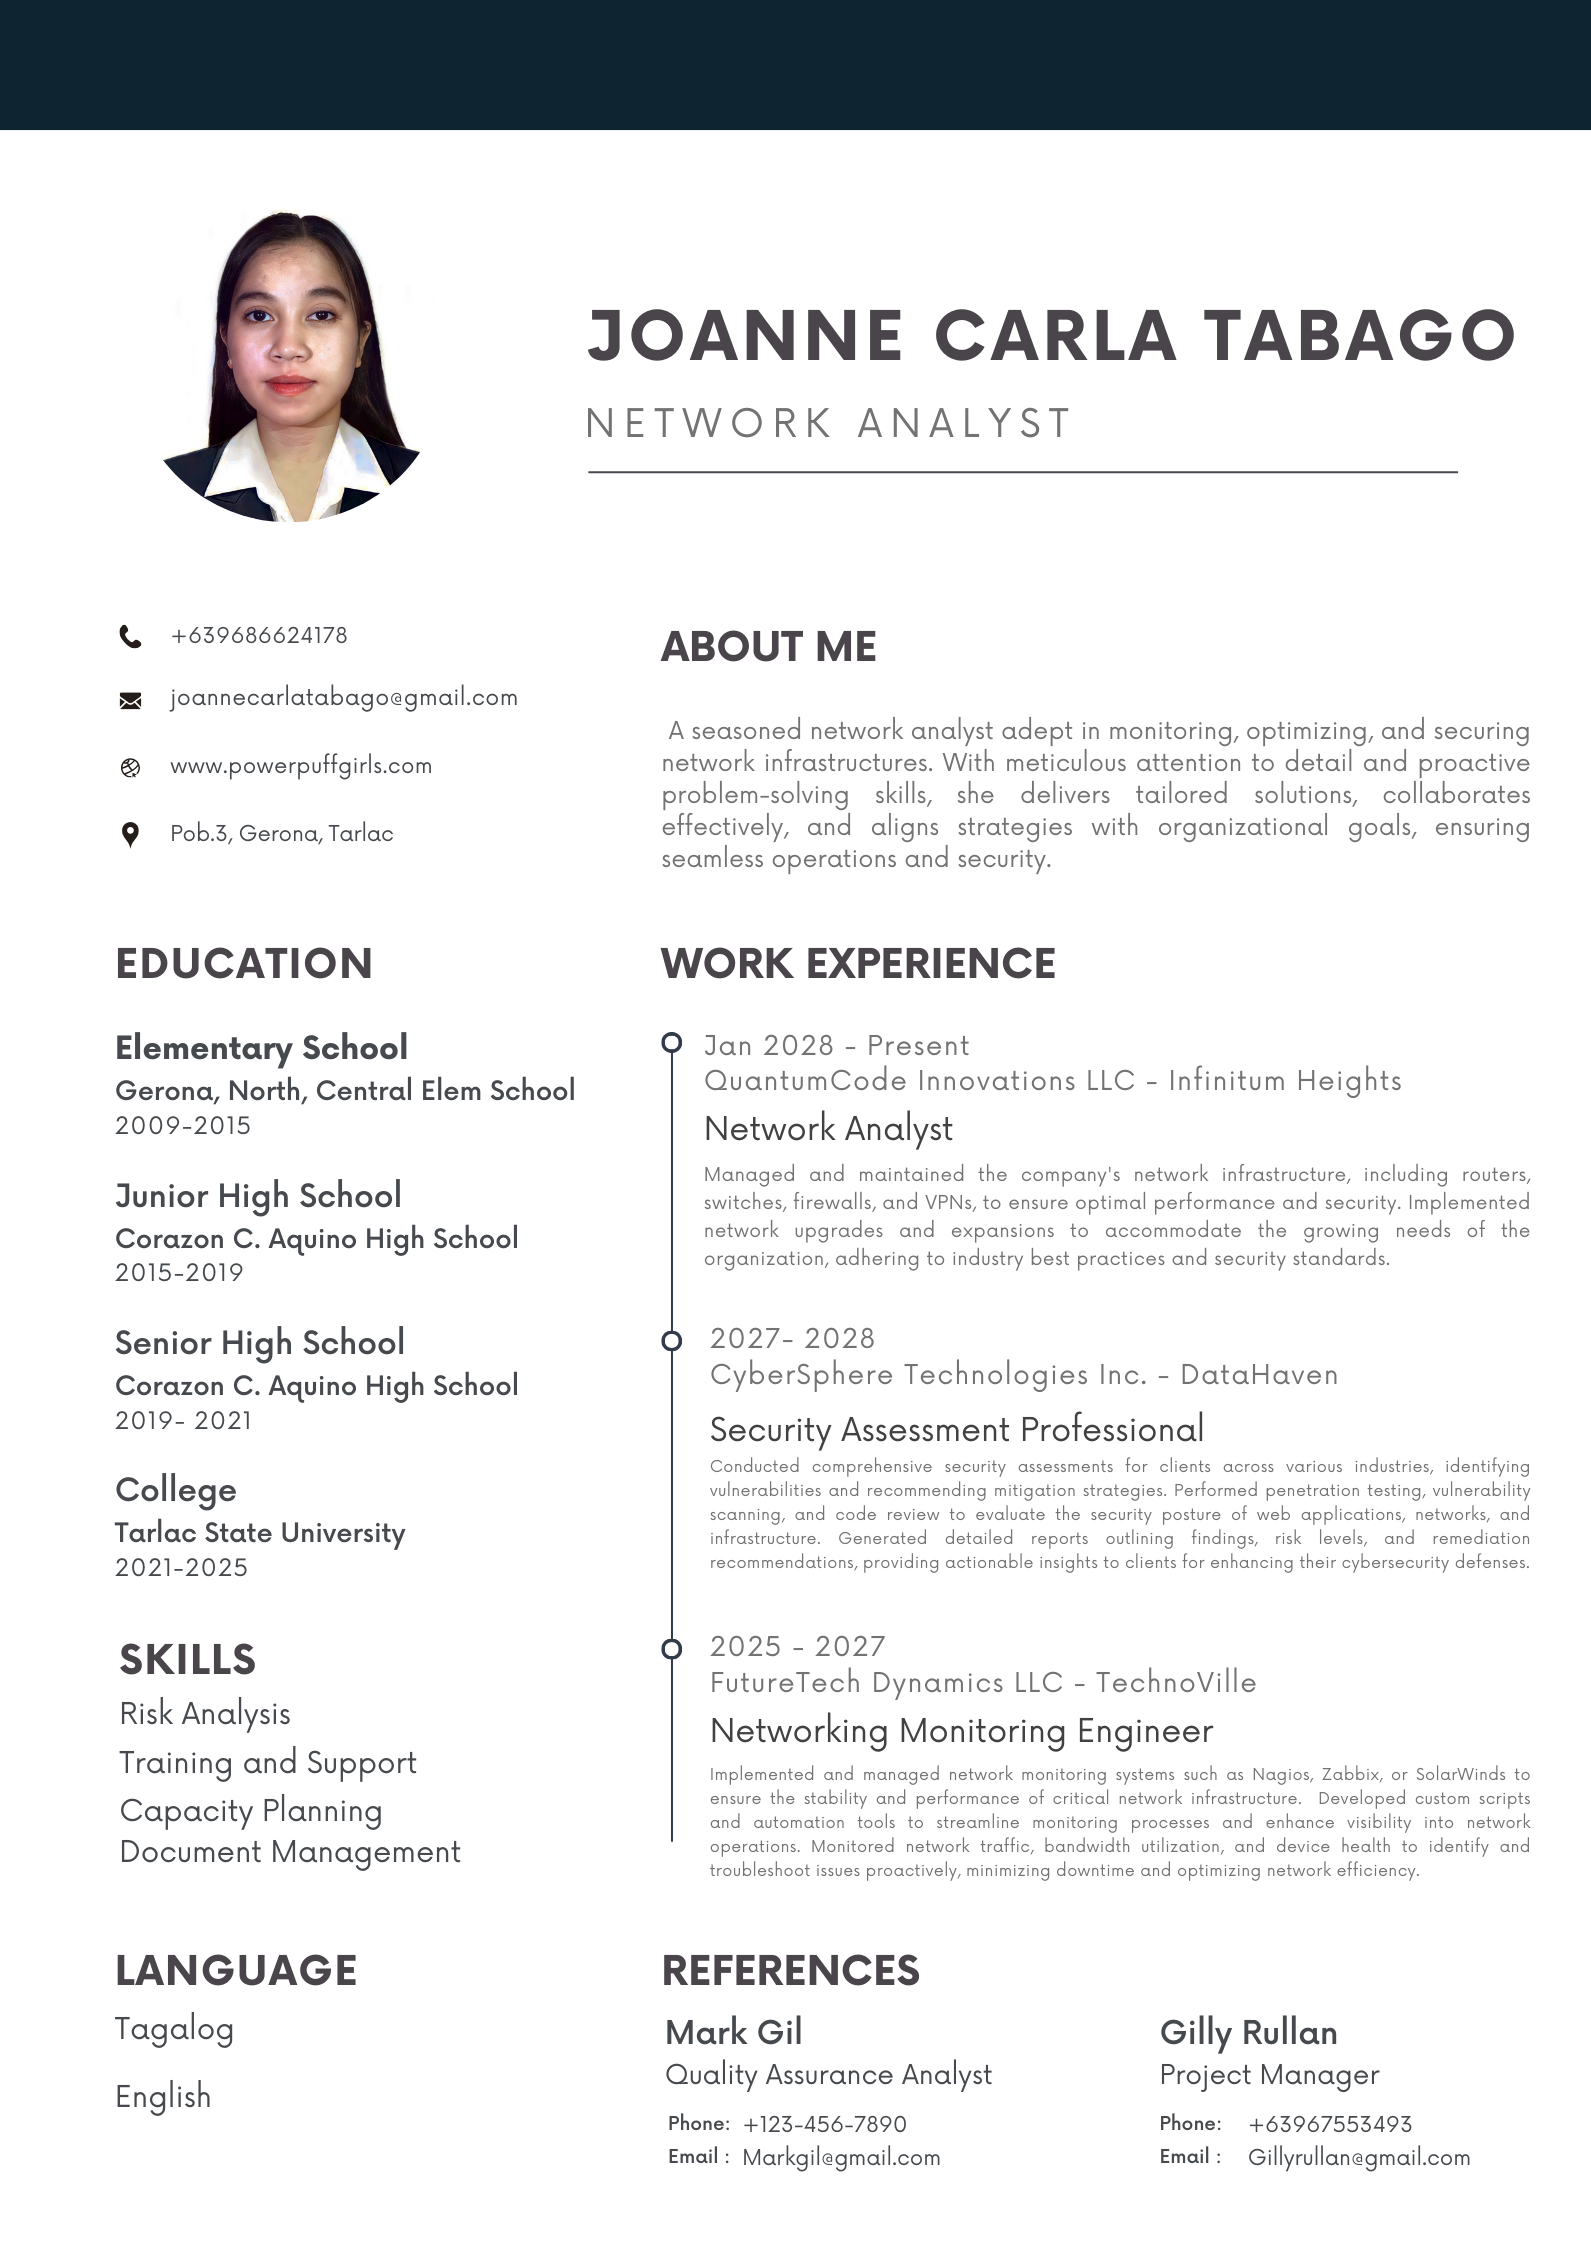 JOANNE CARLA TABAGO
NETWORK ANALYST
+639686624178
joannecarlatabago@gmail.com
www.powerpuffgirls.com
Pob.3, Gerona, Tarlac
ABOUT ME
A seasoned network analyst adept in monitoring, optimizing, and securing
network infrastructures. With meticulous attention to detail and proactive
problem-solving skills, she delivers tailored solutions, collaborates
effectively, and aligns strategies with organizational goals, ensuring
seamless operations and security.
EDUCATION
Elementary School
Gerona, North, Central Elem School
2009-2015
Junior High School
Corazon C. Aquino High School
2015-2019
Senior High School
Corazon C. Aquino High School
2019- 2021
College
Tarlac State University
2021-2025
SKILLS
Risk Analysis
Training and Support
Capacity Planning
Document Management
LANGUAGE
Tagalog
English
WORK EXPERIENCE
Jan 2028 - Present
QuantumCode Innovations LLC - Infinitum Heights
Network Analyst
Managed and maintained the company's network infrastructure, including routers,
switches, firewalls, and VPNs, to ensure optimal performance and security. Implemented
network upgrades and expansions to accommodate the growing needs of the
organization, adhering to industry best practices and security standards.
2027- 2028
CyberSphere Technologies Inc. - DataHaven
Security Assessment Professional
Conducted comprehensive security assessments for clients across various industries, identifying
vulnerabilities and recommending mitigation strategies. Performed penetration testing, vulnerability
scanning, and code review to evaluate the security posture of web applications, networks, and
infrastructure. Generated detailed reports outlining findings, risk levels, and remediation
recommendations, providing actionable insights to clients for enhancing their cybersecurity defenses.
2025 - 2027
FutureTech Dynamics LLC - TechnoVille
Networking Monitoring Engineer
Implemented and managed network monitoring systems such as Nagios, Zabbix, or SolarWinds to
ensure the stability and performance of critical network infrastructure. Developed custom scripts
and automation tools to streamline monitoring processes and enhance visibility into network
operations. Monitored network traffic, bandwidth utilization, and device health to identify and
troubleshoot issues proactively, minimizing downtime and optimizing network efficiency.
REFERENCES
Mark Gil
Quality Assurance Analyst
Phone: +123-456-7890
Email : Markgil@gmail.com
Gilly Rullan
Project Manager
Phone: +63967553493
Email : Gillyrullan@gmail.com